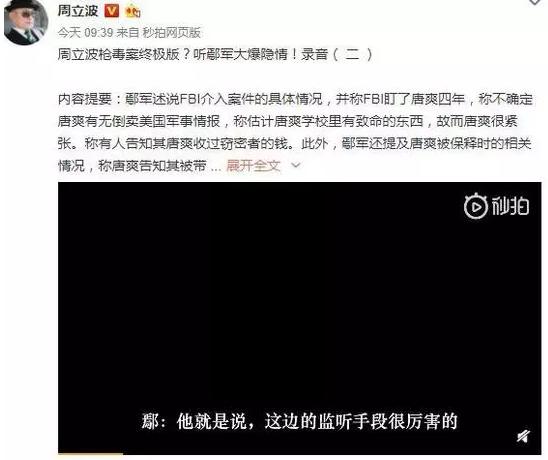 周立波
今天 09:39 来自 秒拍网页版
周立波枪毒案终极版？听鄢军大爆隐情！录音（ 二 ）
内容提要：鄢军述说FBI介入案件的具体情况，并称FBI盯了唐爽四年，称不确定
唐爽有无倒卖美国军事情报，称估计唐爽学校里有致命的东西，故而唐爽很紧
张。称有人告知其唐爽收过窃密者的钱。此外，鄢军还提及唐爽被保释时的相关
情况，称唐爽告知其被带 ... 展开全文
秒拍
鄢：他就是说，这边的监听手段很厉害的